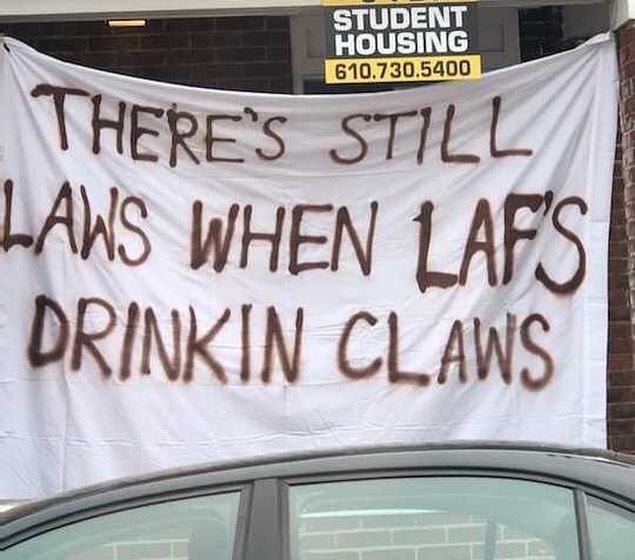 STUDENT
HOUSING
610.730.5400
THERE'S STILL
LAWS WHEN LAF'S
DRINKIN CLAWS